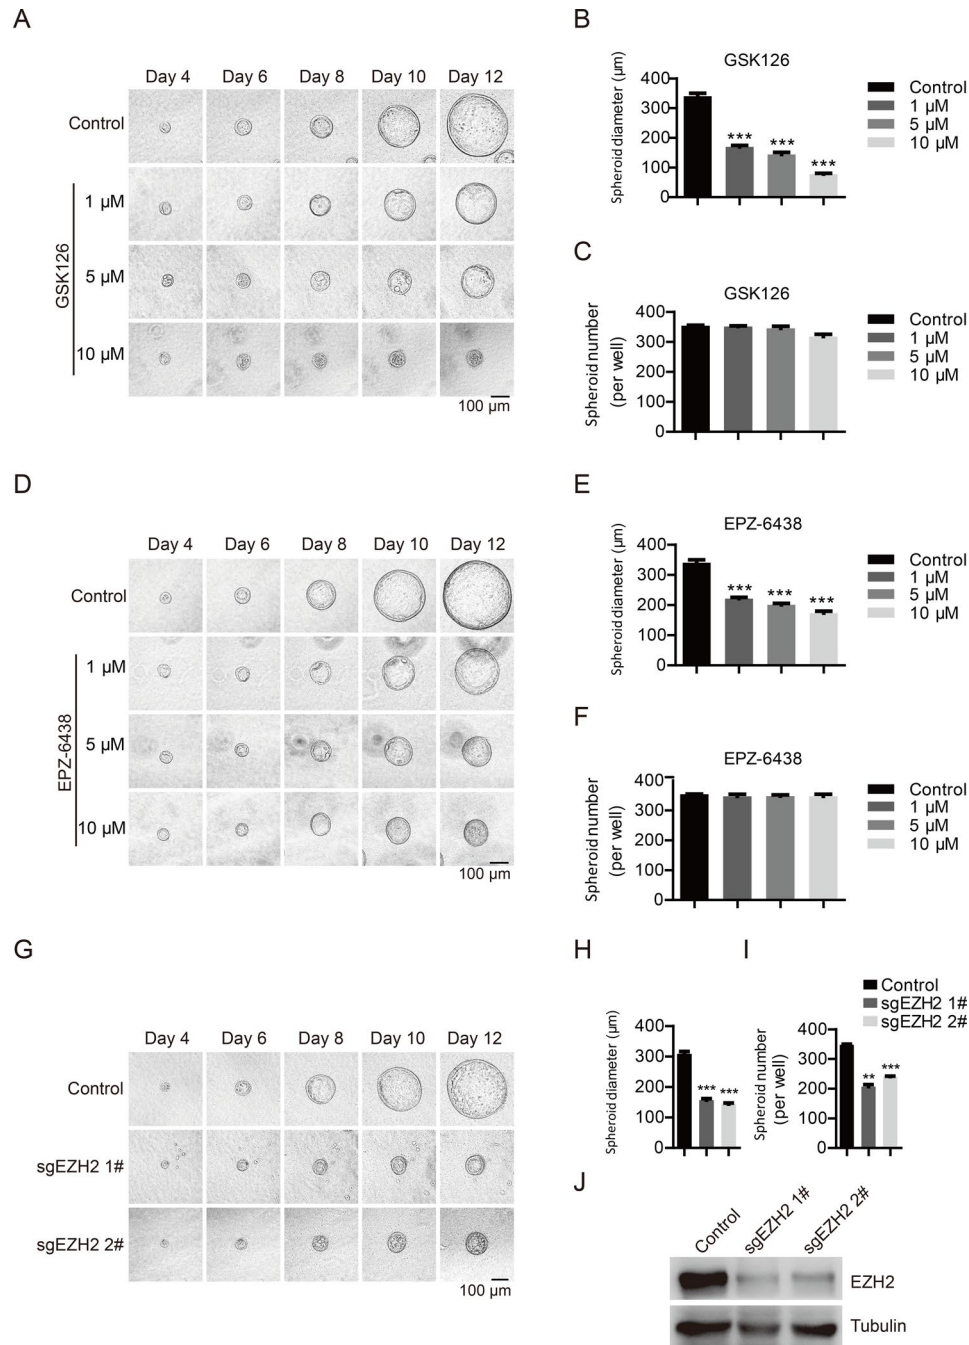 A
Day 4 Day 6 Day 8 Day 10 Day 12
Control
1 µM
5 µM
10 µM
GSK126
100 µm
B
GSK126
Spheroid diameter (µm)
400
300
200
100
0
***
***
***
Control
1 µM
5 µM
10 µM
C
GSK126
Spheroid number
(per well)
400
300
200
100
0
Control
1 µM
5 µM
10 µM
D
Day 4 Day 6 Day 8 Day 10 Day 12
Control
1 µM
5 µM
10 µM
EPZ-6438
100 µm
E
EPZ-6438
Spheroid diameter (µm)
400
300
200
100
0
***
***
***
Control
1 µM
5 µM
10 µM
F
EPZ-6438
Spheroid number
(per well)
400
300
200
100
0
Control
1 µM
5 µM
10 µM
G
Day 4 Day 6 Day 8 Day 10 Day 12
Control
sgEZH2 1#
sgEZH2 2#
100 µm
H
Spheroid diameter (µm)
400
300
200
100
0
***
***
I
Control
sgEZH2 1#
sgEZH2 2#
Spheroid number
(per well)
400
300
200
100
0
**
***
J
Control
sgEZH2 1#
sgEZH2 2#
EZH2
Tubulin